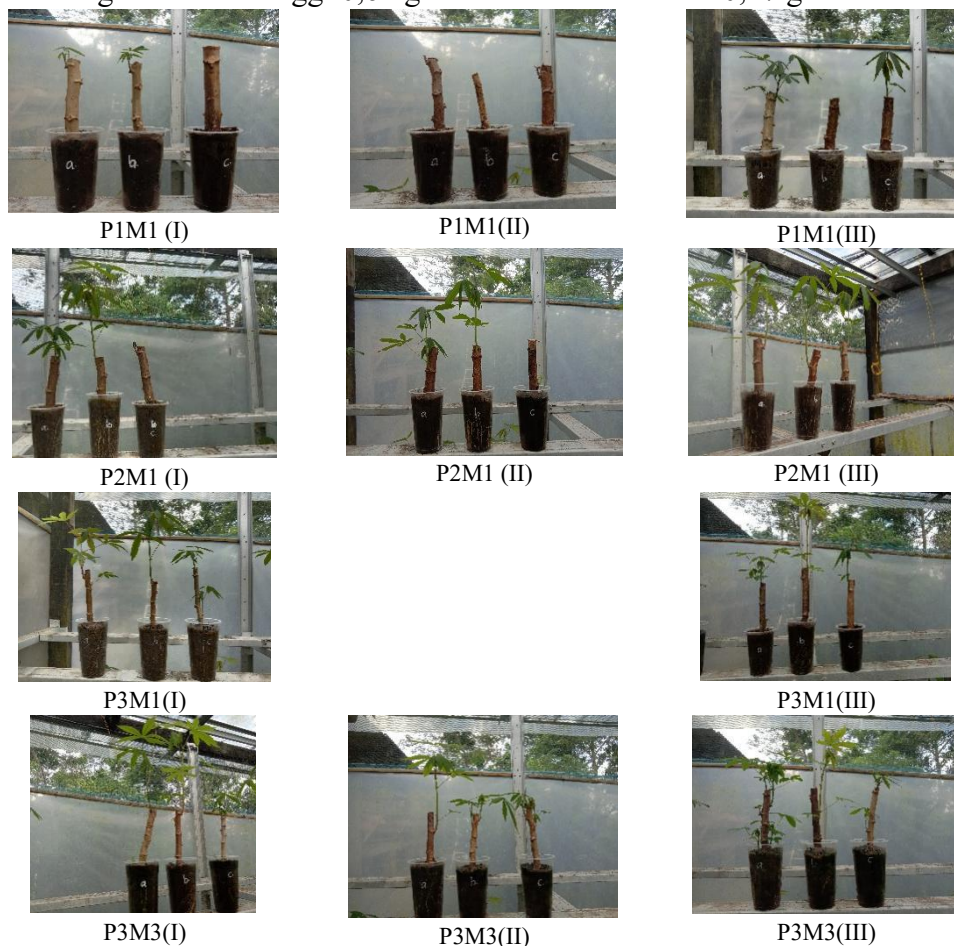 P1M1 (I)
P1M1(II)
P1M1(III)
a
b
c
a
b
c
a
b
c
P2M1 (I)
P2M1 (II)
P2M1 (III)
a
b
b
c
a
b
c
a
b
c
P3M1(I)
P3M1(III)
a
b
c
P3M3(I)
P3M3(II)
P3M3(III)
a
b
c
a
b
c
a
c